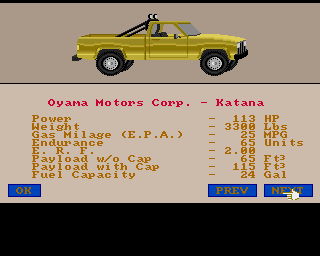 Oyama Motors Corp. - Katana
Power - 113 HP
Weight - 3300 Lbs
Gas Milage (E.P.A.) - 25 MPG
Endurance - 65 Units
E. R. F. - 2.00
Payload w/o Cap - 65 Ft³
Payload with Cap - 115 Ft³
Fuel Capacity - 24 Gal
OK PREV NEXT